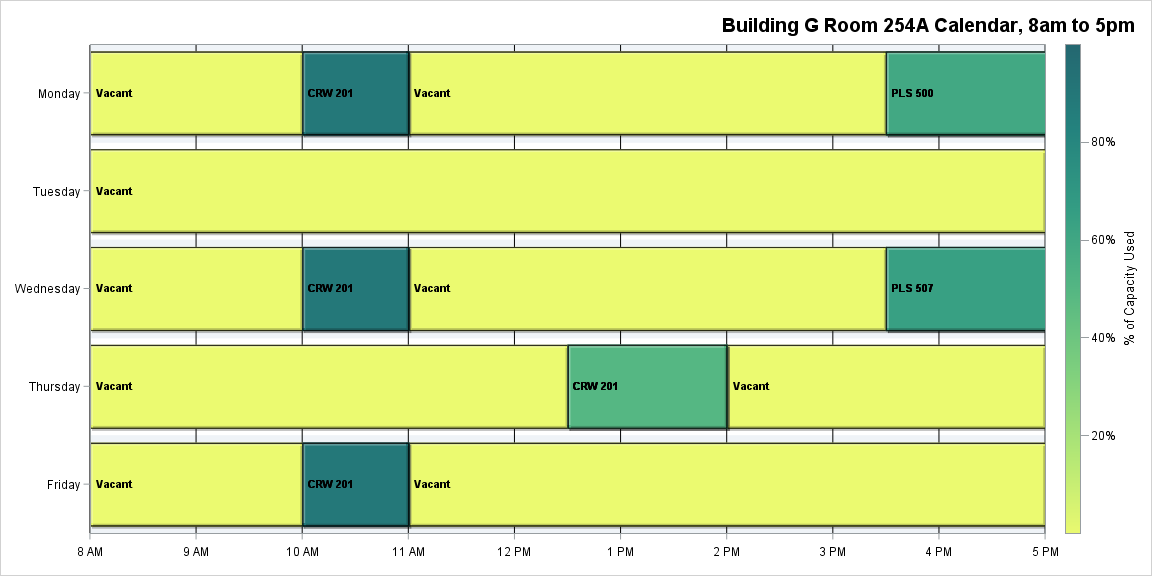 Building G Room 254A Calendar, 8am to 5pm
Monday Vacant CRW 201 Vacant PLS 500
Tuesday Vacant
Wednesday Vacant CRW 201 Vacant PLS 507
Thursday Vacant CRW 201 Vacant
Friday Vacant CRW 201 Vacant
8 AM 9 AM 10 AM 11 AM 12 PM 1 PM 2 PM 3 PM 4 PM 5 PM
80%
60%
40%
20%
% of Capacity Used